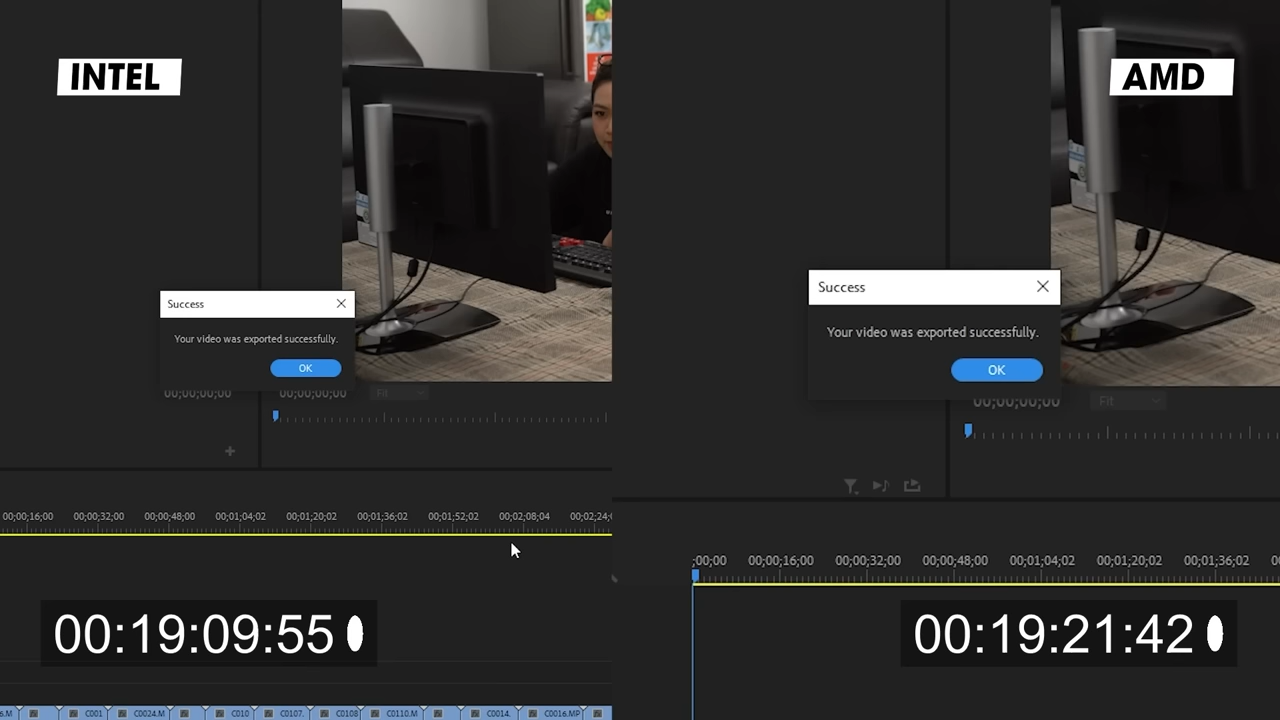 INTEL
AMD
Success
Your video was exported successfully.
OK
00;00;00;00
00;00;00;00
Fit
00;00;16;00
00;00;32;00
00;00;48;00
00;01;04;02
00;01;20;02
00;01;36;02
00;01;52;02
00;02;08;04
00:19:09:55
C001
C0024.M
C010
C0107.
C0108
C0110.M
C0014.
C0016.MP
Success
Your video was exported successfully.
OK
00;00;00;00
Fit
;00;00
00;00;16;00
00;00;32;00
00;00;48;00
00;01;04;02
00;01;20;02
00;01;36;02
00:19:21:42